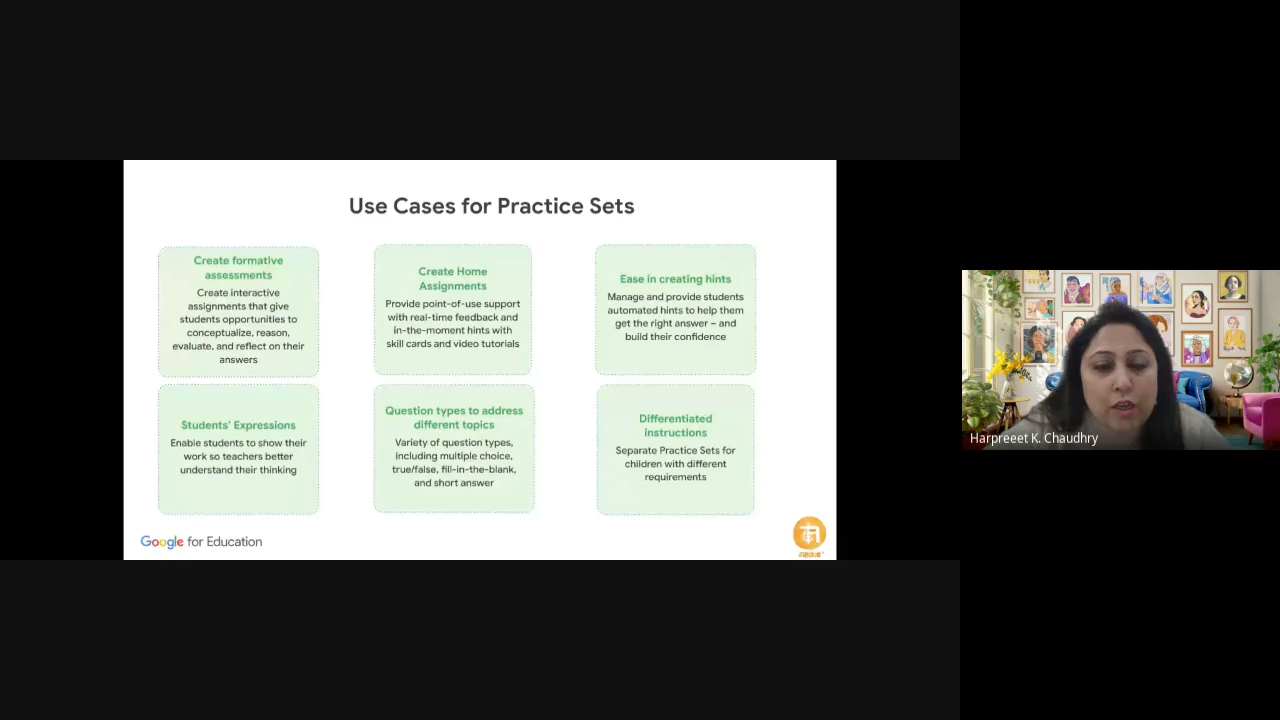 Use Cases for Practice Sets
Create formative
assessments
Create interactive
assignments that give
students opportunities to
conceptualize, reason,
evaluate, and reflect on their
answers
Create Home
Assignments
Provide point-of-use support
with real-time feedback and
in-the-moment hints with
skill cards and video tutorials
Ease in creating hints
Manage and provide students
automated hints to help them
get the right answer – and
build their confidence
Students' Expressions
Enable students to show their
work so teachers better
understand their thinking
Question types to address
different topics
Variety of question types,
including multiple choice,
true/false, fill-in-the-blank,
and short answer
Differentiated
instructions
Separate Practice Sets for
children with different
requirements
Google for Education
Harpreeet K. Chaudhry